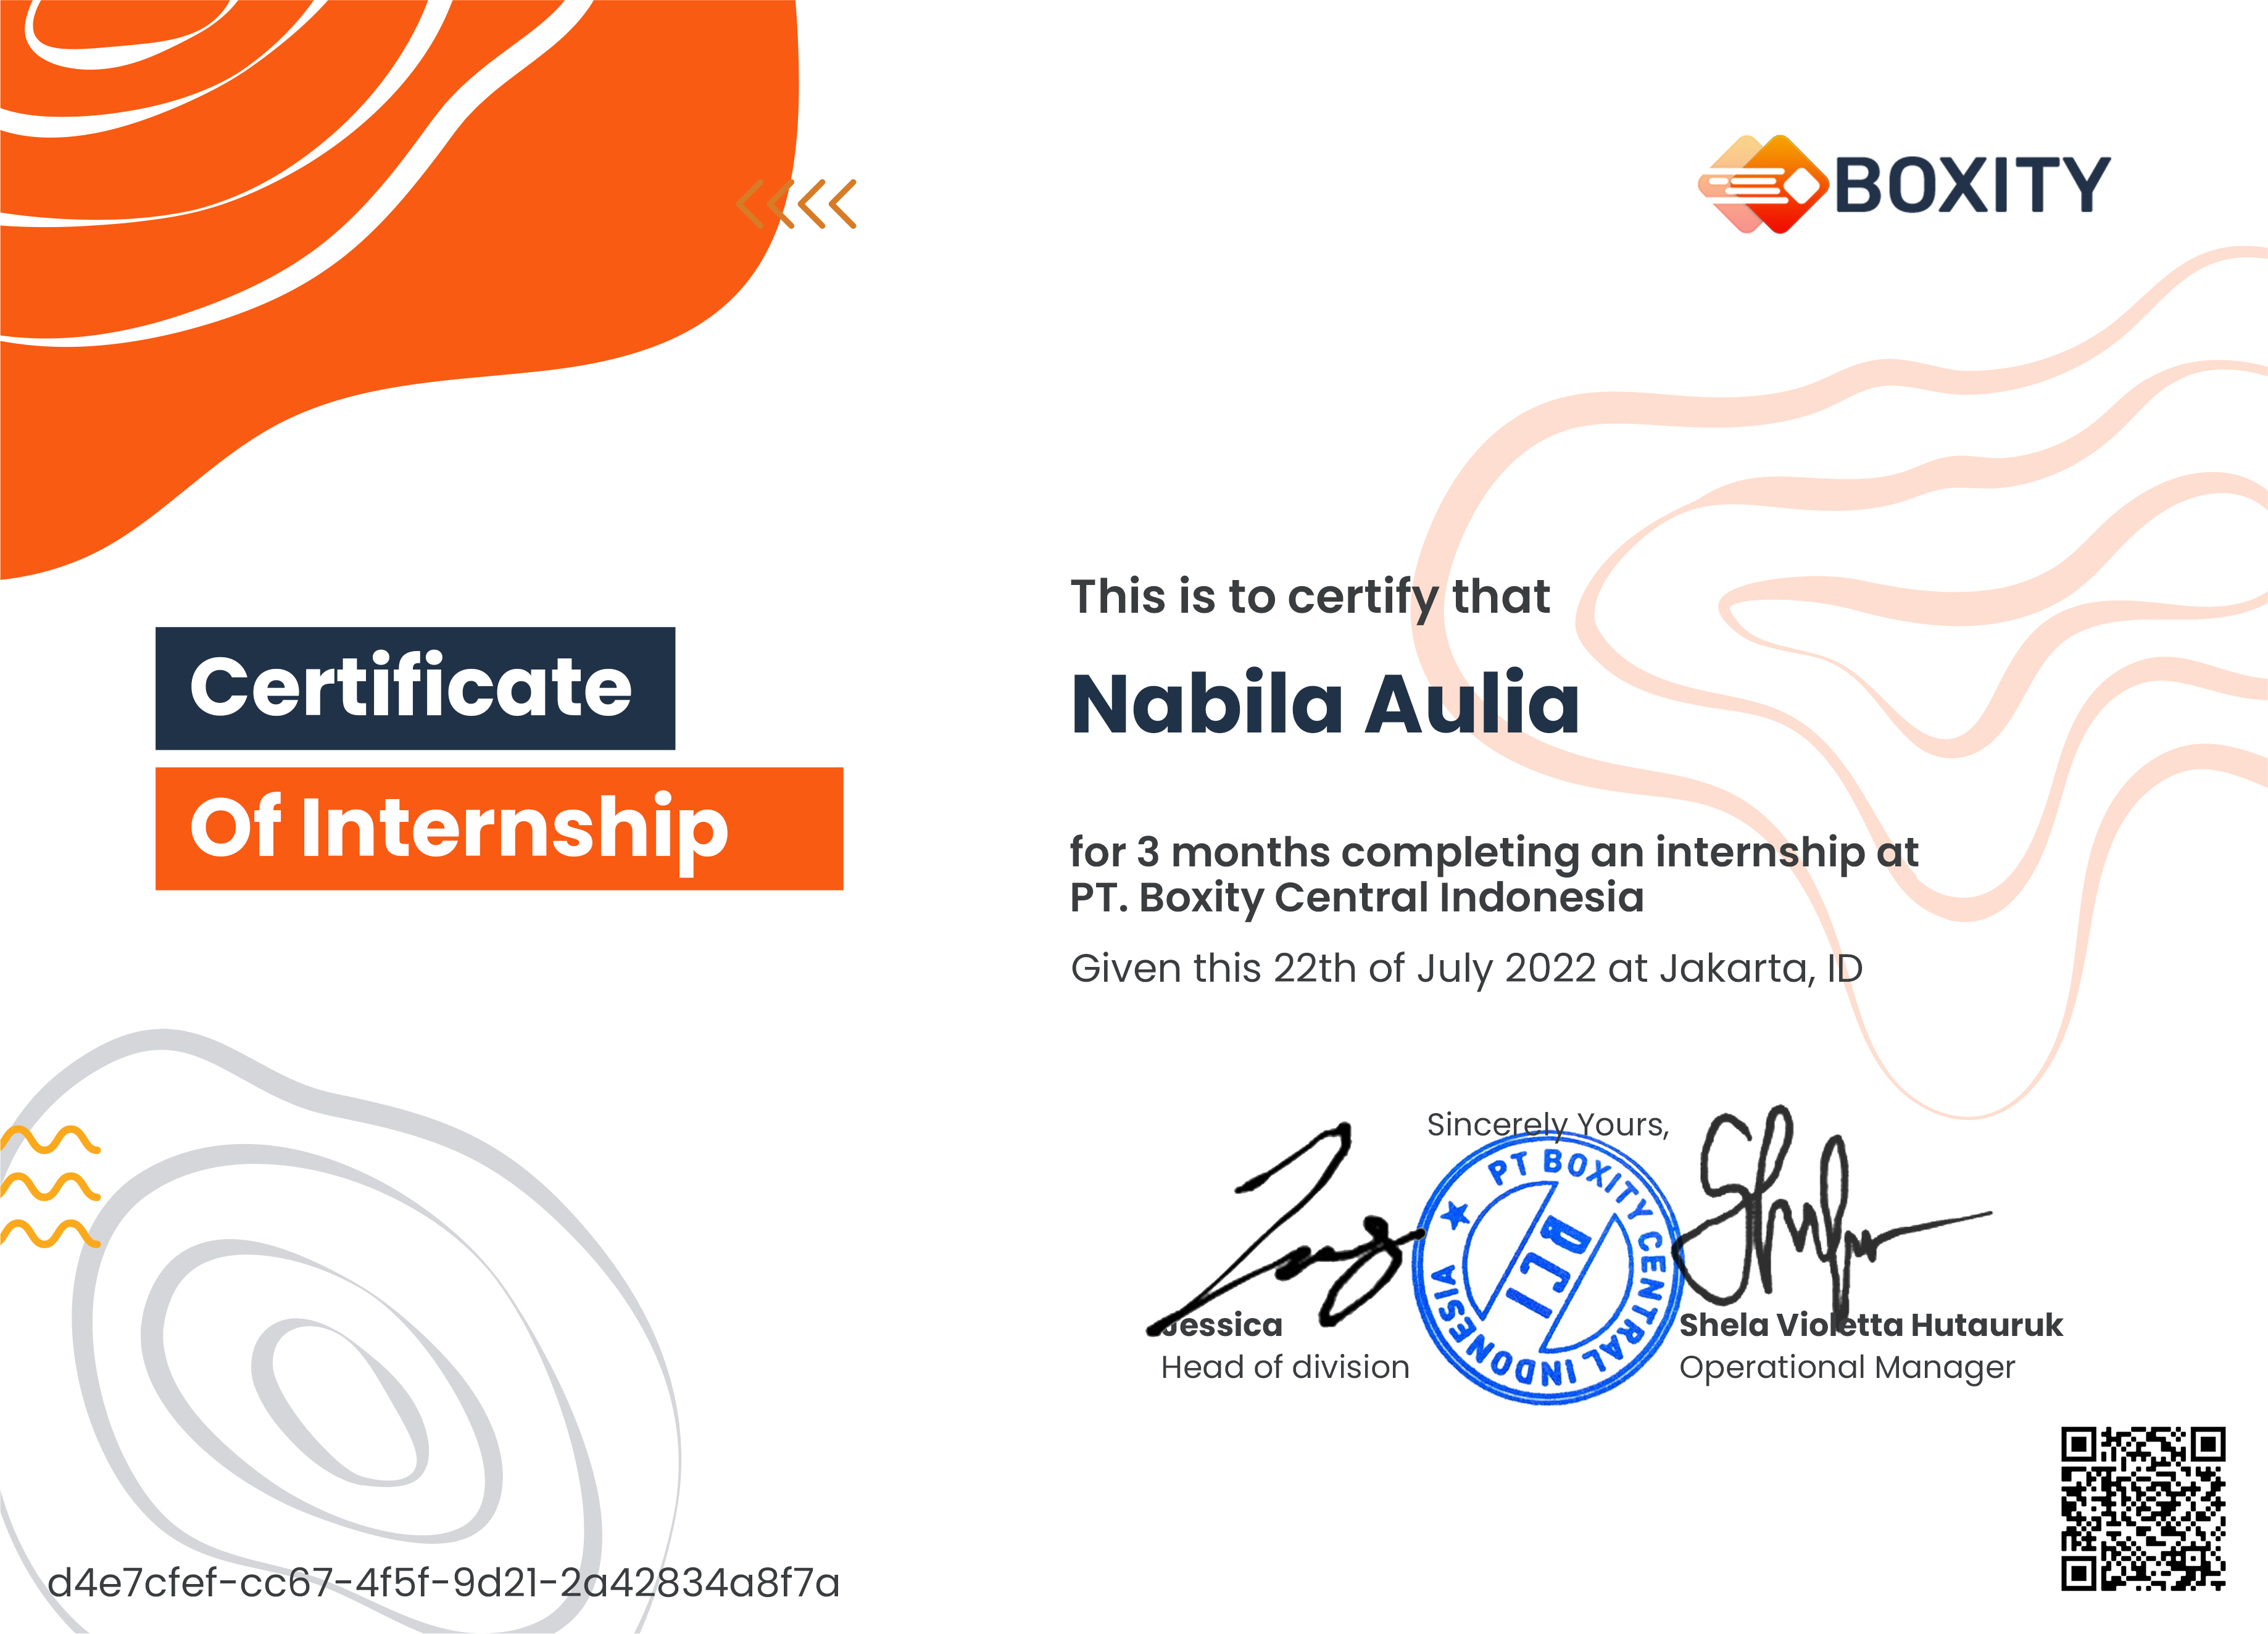 BOXITY
Certificate
Of Internship
This is to certify that
Nabila Aulia
for 3 months completing an internship at
PT. Boxity Central Indonesia
Given this 22th of July 2022 at Jakarta, ID
Sincerely Yours,
PT BOXITY CENTRAL INDONESIA
BCI
Jessica
Head of division
Shela Violetta Hutauruk
Operational Manager
d4e7cfef-cc67-4f5f-9d21-2a42834a8f7a